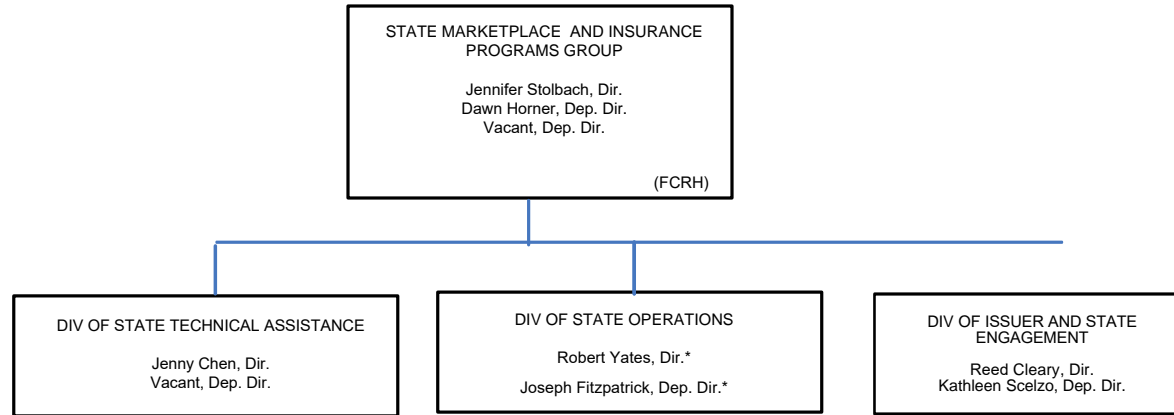 STATE MARKETPLACE AND INSURANCE
PROGRAMS GROUP
Jennifer Stolbach, Dir.
Dawn Horner, Dep. Dir.
Vacant, Dep. Dir.
(FCRH)
DIV OF STATE TECHNICAL ASSISTANCE
Jenny Chen, Dir.
Vacant, Dep. Dir.
DIV OF STATE OPERATIONS
Robert Yates, Dir.*
Joseph Fitzpatrick, Dep. Dir.*
DIV OF ISSUER AND STATE
ENGAGEMENT
Reed Cleary, Dir.
Kathleen Scelzo, Dep. Dir.